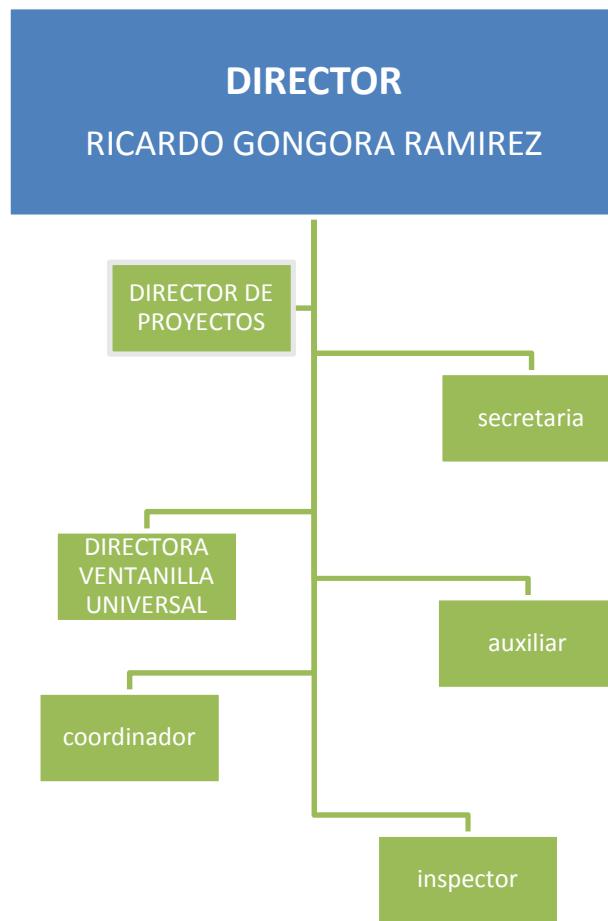 DIRECTOR
RICARDO GONGORA RAMIREZ
DIRECTOR DE
PROYECTOS
secretaria
DIRECTORA
VENTANILLA
UNIVERSAL
auxiliar
coordinador
inspector